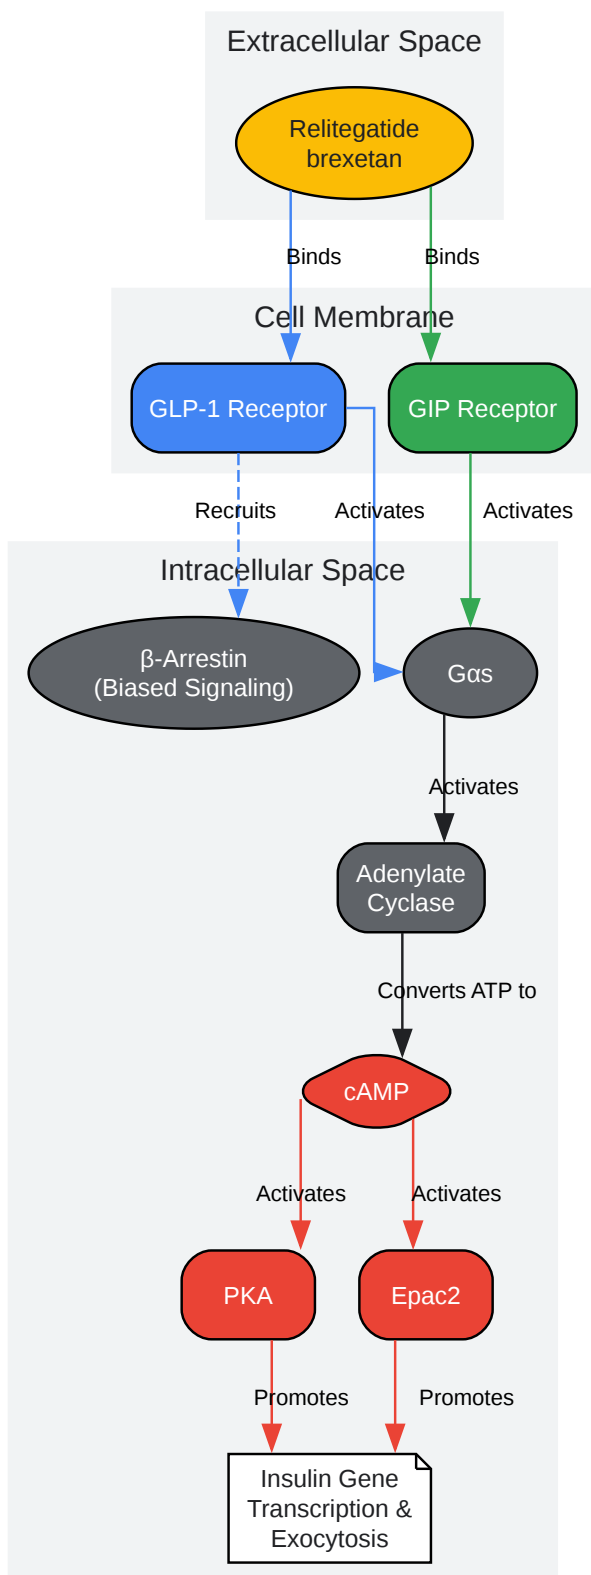 Extracellular Space
Relitegatide
brexetan
Binds
Binds
Cell Membrane
GLP-1 Receptor
GIP Receptor
Recruits
Activates
Activates
Intracellular Space
β-Arrestin
(Biased Signaling)
Gαs
Activates
Adenylate
Cyclase
Converts ATP to
cAMP
Activates
Activates
PKA
Epac2
Promotes
Promotes
Insulin Gene
Transcription &
Exocytosis